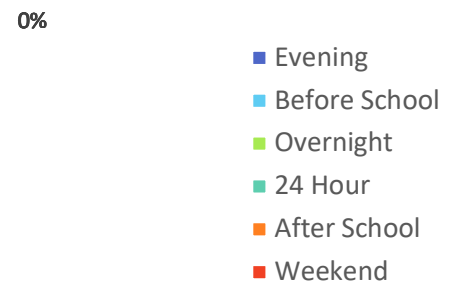 0%
Evening
Before School
Overnight
24 Hour
After School
Weekend